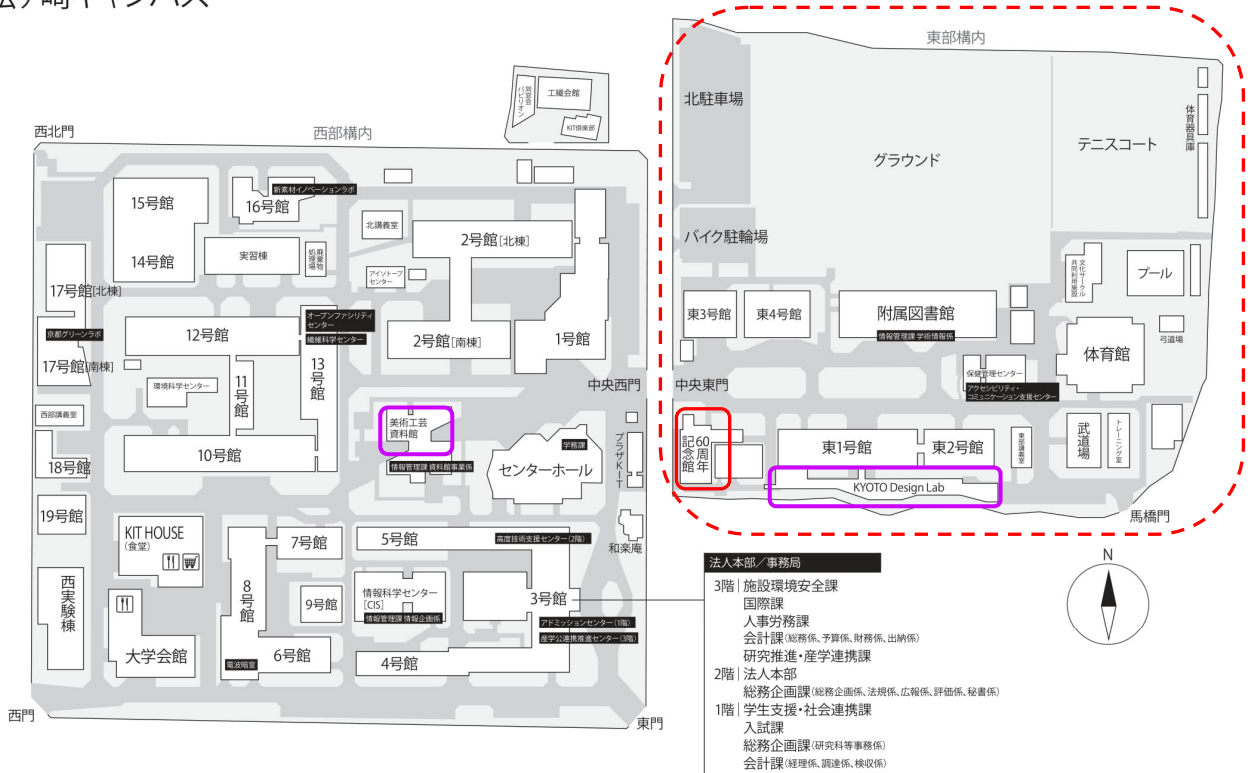 ヶ崎キャンパス
東部構内
北駐車場
体育器具庫
同窓会パビリオン
工繊会館
KIT倶楽部
西北門
西部構内
グラウンド
テニスコート
15号館
16号館
新素材イノベーションラボ
北講義室
2号館[北棟]
バイク駐輪場
14号館
実習棟
廃棄物処理場
アイソトープ
センター
文化サークル
共同利用施設
プール
17号館[北棟]
東3号館
東4号館
附属図書館
情報管理課 学術情報係
弓道場
12号館
オープンファシリティ
センター
繊維科学センター
京都グリーンラボ
2号館[南棟]
1号館
体育館
17号館[南棟]
13号館
保健管理センター
アクセシビリティ・
コミュニケーション支援センター
環境科学センター
11号館
中央西門
中央東門
西部講義室
美術工芸
資料館
情報管理課 資料館事業係
学務課
センターホール
プラザKIT
60周年
記念館
東1号館
東2号館
東部講義室
武道場
トレーニング室
10号館
18号館
KYOTO Design Lab
19号館
馬橋門
KIT HOUSE
(食堂)
7号館
5号館
高度技術支援センター(2階)
和楽庵
N
西実験棟
8号館
9号館
情報科学センター
[CIS]
情報管理課 情報企画係
3号館
アドミッションセンター(1階)
産学公連携推進センター(3階)
大学会館
電波暗室
6号館
4号館
西門
東門
法人本部／事務局
3階|施設環境安全課
国際課
人事労務課
会計課(総務係、予算係、財務係、出納係)
研究推進・産学連携課
2階|法人本部
総務企画課(総務企画係、法規係、広報係、評価係、秘書係)
1階|学生支援・社会連携課
入試課
総務企画課(研究科等事務係)
会計課(経理係、調達係、検収係)